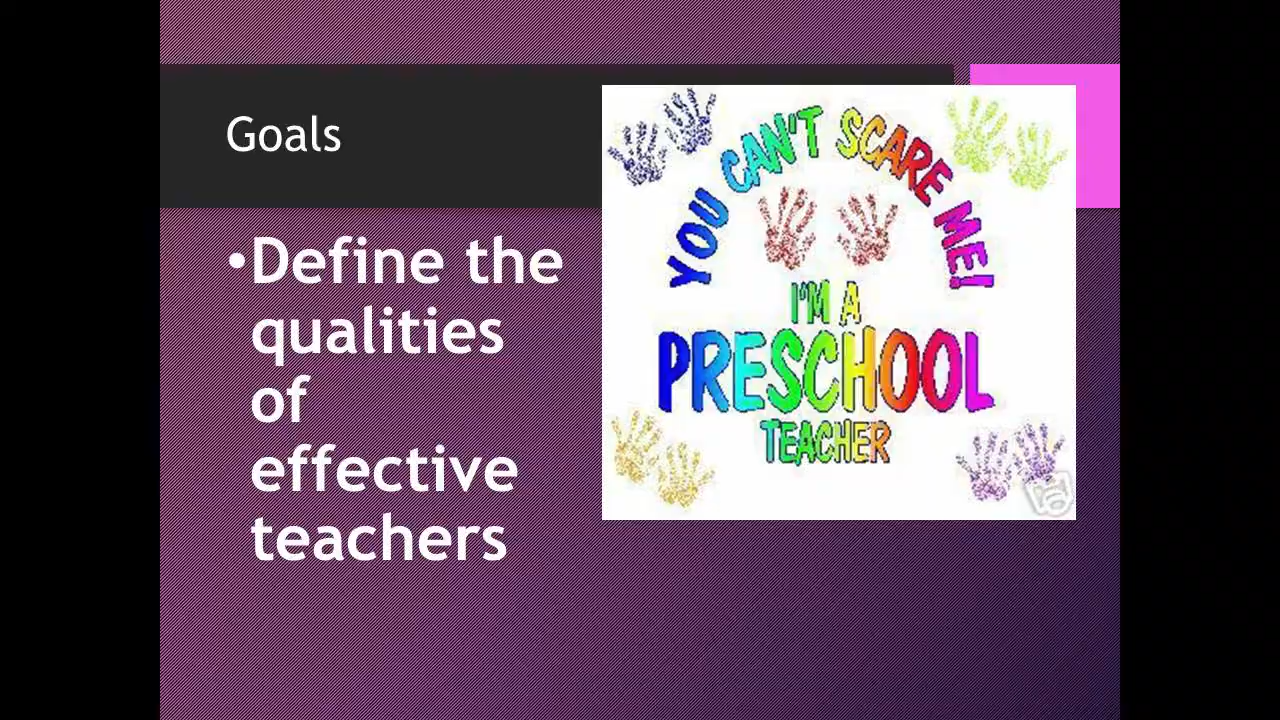 Goals
•Define the
qualities
of
effective
teachers
YOU CAN'T SCARE ME!
I'M A
PRESCHOOL
TEACHER